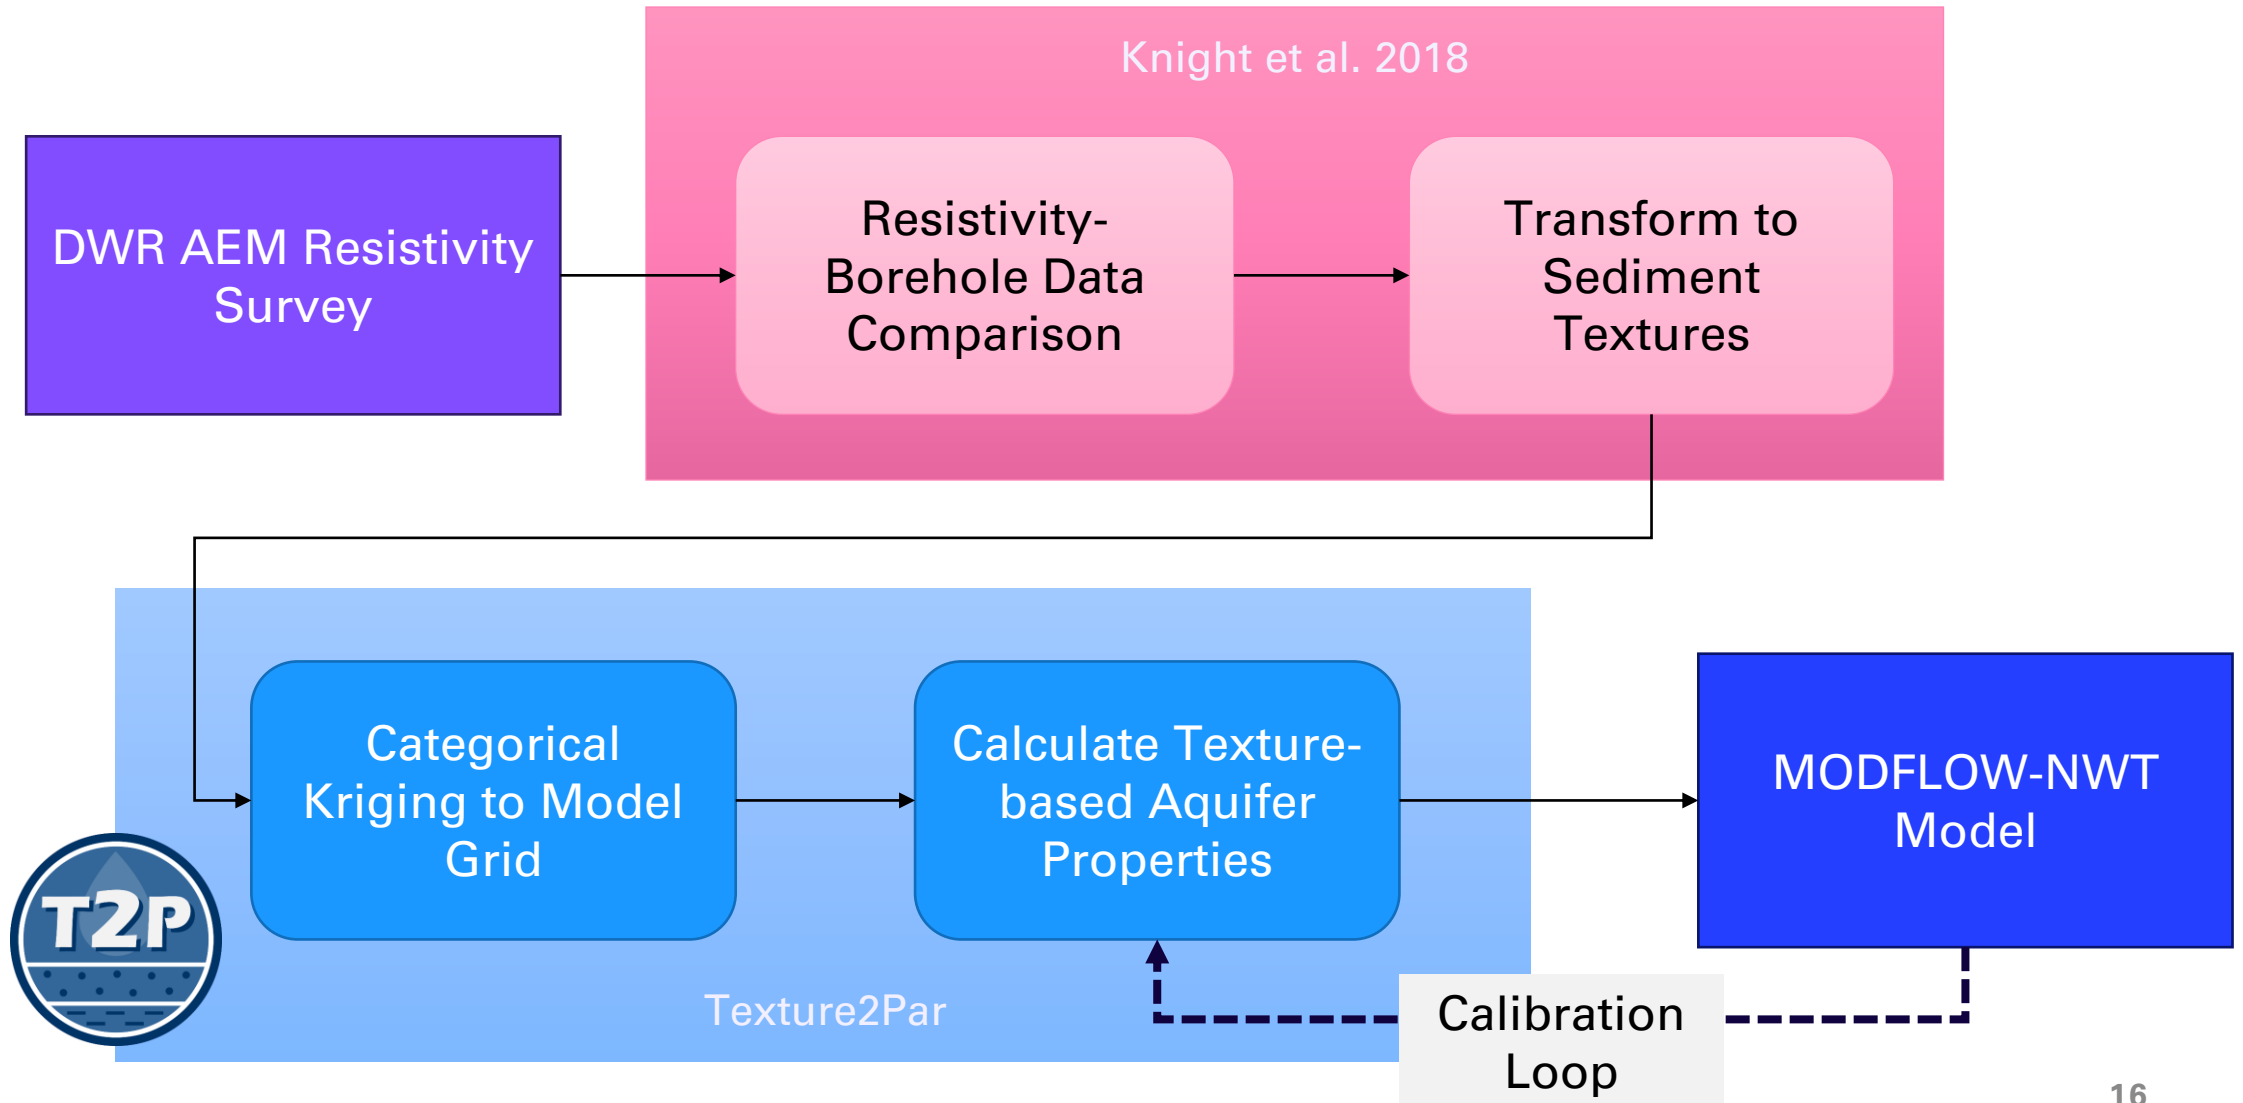 Knight et al. 2018
DWR AEM Resistivity
Survey
Resistivity-
Borehole Data
Comparison
Transform to
Sediment
Textures
Categorical
Kriging to Model
Grid
Calculate Texture-
based Aquifer
Properties
MODFLOW-NWT
Model
T2P
Texture2Par
Calibration
Loop
16